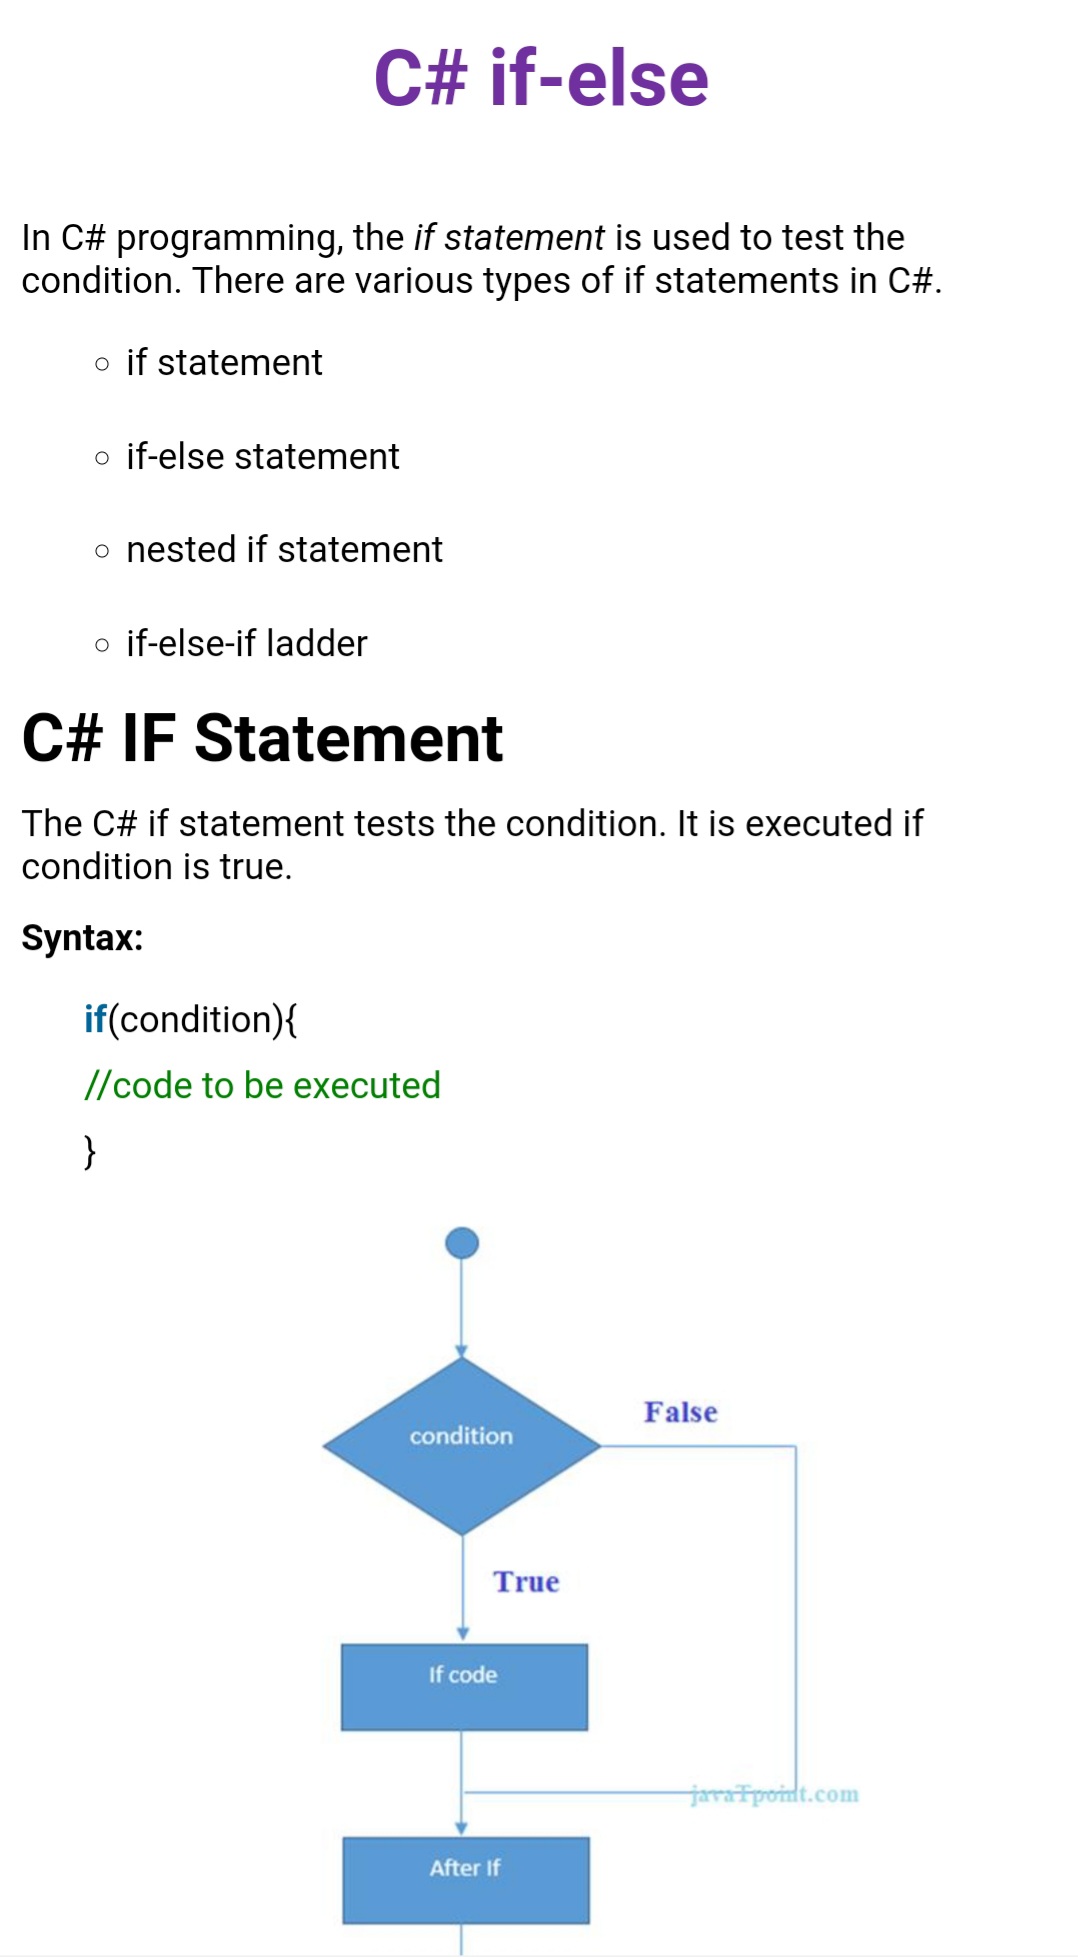 C# if-else
In C# programming, the if statement is used to test the
condition. There are various types of if statements in C#.
if statement
if-else statement
nested if statement
if-else-if ladder
C# IF Statement
The C# if statement tests the condition. It is executed if
condition is true.
Syntax:
if(condition){
//code to be executed
}
False
condition
True
If code
javaTpoint.com
After If